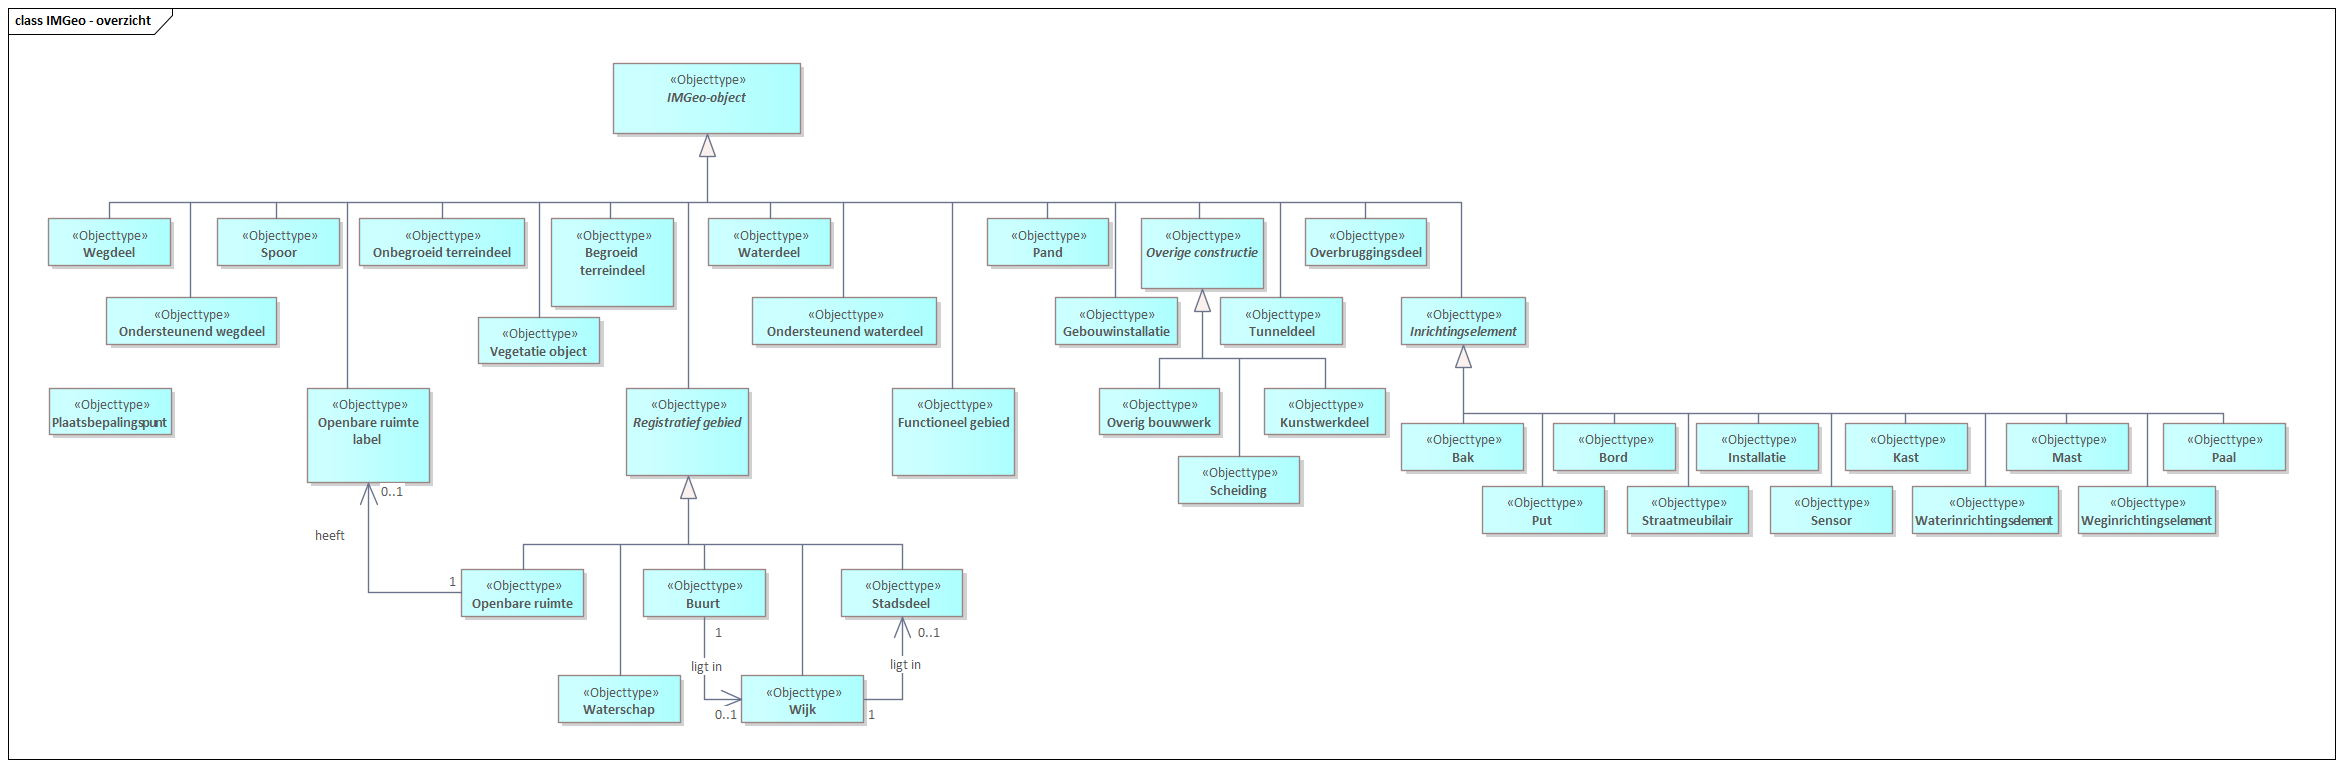 class IMGeo - overzicht
«Objecttype»
IMGeo-object
«Objecttype»
Wegdeel
«Objecttype»
Spoor
«Objecttype»
Onbegroeid terreindeel
«Objecttype»
Begroeid
terreindeel
«Objecttype»
Waterdeel
«Objecttype»
Pand
«Objecttype»
Overige constructie
«Objecttype»
Overbruggingsdeel
«Objecttype»
Ondersteunend wegdeel
«Objecttype»
Vegetatie object
«Objecttype»
Ondersteunend waterdeel
«Objecttype»
Gebouwinstallatie
«Objecttype»
Tunneldeel
«Objecttype»
Inrichtingselement
«Objecttype»
Plaatsbepalingspunt
«Objecttype»
Openbare ruimte
label
«Objecttype»
Registratief gebied
«Objecttype»
Functioneel gebied
«Objecttype»
Overig bouwwerk
«Objecttype»
Kunstwerkdeel
«Objecttype»
Scheiding
«Objecttype»
Bak
«Objecttype»
Bord
«Objecttype»
Installatie
«Objecttype»
Kast
«Objecttype»
Mast
«Objecttype»
Paal
«Objecttype»
Put
«Objecttype»
Straatmeubilair
«Objecttype»
Sensor
«Objecttype»
Waterinrichtingselement
«Objecttype»
Weginrichtingselement
0..1
heeft
1
«Objecttype»
Openbare ruimte
«Objecttype»
Buurt
«Objecttype»
Stadsdeel
1
0..1
ligt in
ligt in
«Objecttype»
Waterschap
«Objecttype»
Wijk
0..1
1